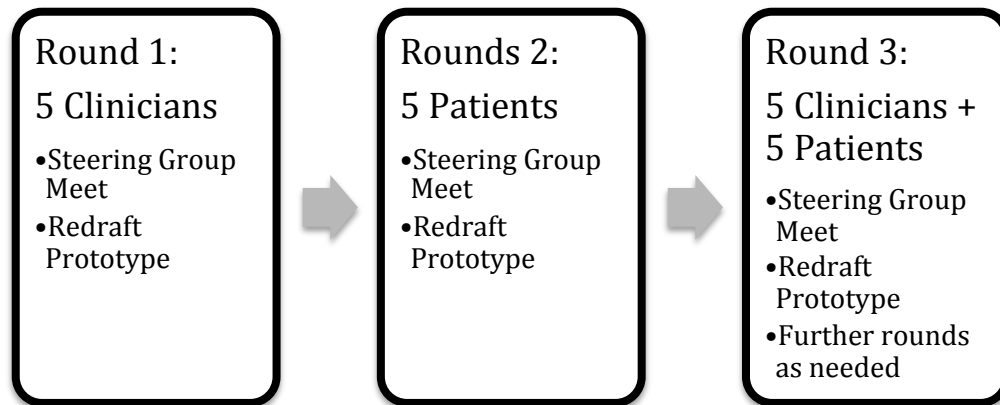 Round 1:
5 Clinicians
•Steering Group
Meet
•Redraft
Prototype
Rounds 2:
5 Patients
•Steering Group
Meet
•Redraft
Prototype
Round 3:
5 Clinicians +
5 Patients
•Steering Group
Meet
•Redraft
Prototype
•Further rounds
as needed